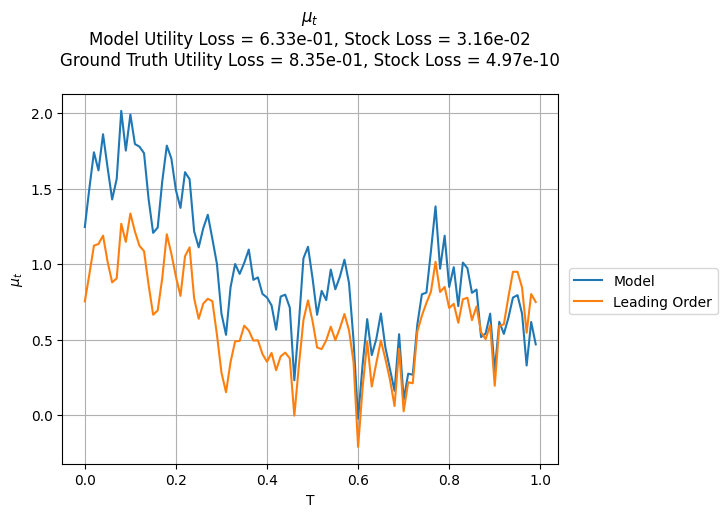 μt
Model Utility Loss = 6.33e-01, Stock Loss = 3.16e-02
Ground Truth Utility Loss = 8.35e-01, Stock Loss = 4.97e-10
2.0
1.5
1.0
0.5
0.0
μt
0.0 0.2 0.4 0.6 0.8 1.0
T
Model
Leading Order